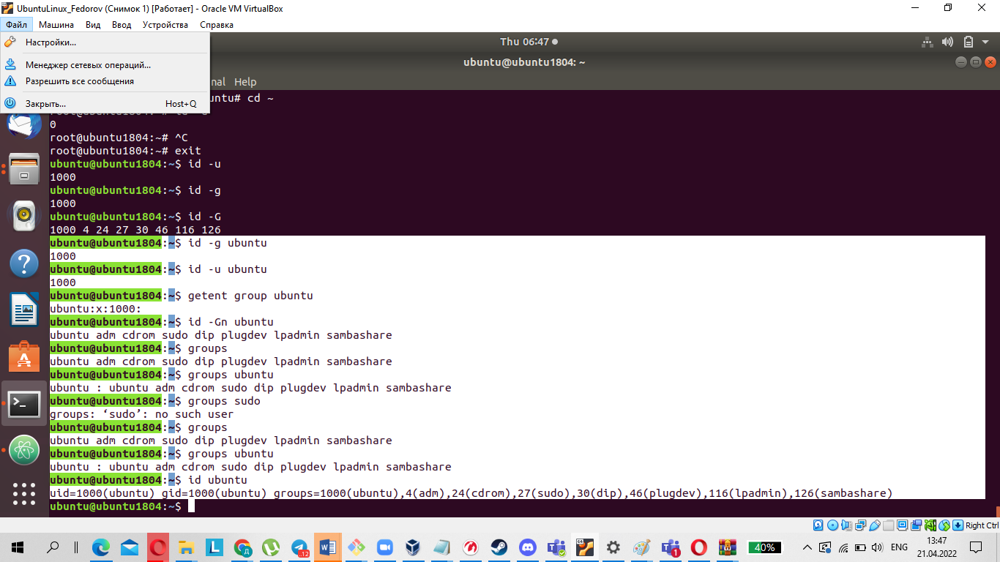 UbuntuLinux_Fedorov (Снимок 1) [Работает] - Oracle VM VirtualBox
Файл Машина Вид Ввод Устройства Справка
Настройки...
Менеджер сетевых операций...
Разрешить все сообщения
Закрыть... Host+Q
Thu 06:47
ubuntu@ubuntu1804: ~
nal Help
untu# cd ~
0
root@ubuntu1804:~# ^C
root@ubuntu1804:~# exit
ubuntu@ubuntu1804:~$ id -u
1000
ubuntu@ubuntu1804:~$ id -g
1000
ubuntu@ubuntu1804:~$ id -G
1000 4 24 27 30 46 116 126
ubuntu@ubuntu1804:~$ id -g ubuntu
1000
ubuntu@ubuntu1804:~$ id -u ubuntu
1000
ubuntu@ubuntu1804:~$ getent group ubuntu
ubuntu:x:1000:
ubuntu@ubuntu1804:~$ id -Gn ubuntu
ubuntu adm cdrom sudo dip plugdev lpadmin sambashare
ubuntu@ubuntu1804:~$ groups
ubuntu adm cdrom sudo dip plugdev lpadmin sambashare
ubuntu@ubuntu1804:~$ groups ubuntu
ubuntu : ubuntu adm cdrom sudo dip plugdev lpadmin sambashare
ubuntu@ubuntu1804:~$ groups sudo
groups: ‘sudo’: no such user
ubuntu@ubuntu1804:~$ groups
ubuntu adm cdrom sudo dip plugdev lpadmin sambashare
ubuntu@ubuntu1804:~$ groups ubuntu
ubuntu : ubuntu adm cdrom sudo dip plugdev lpadmin sambashare
ubuntu@ubuntu1804:~$ id ubuntu
uid=1000(ubuntu) gid=1000(ubuntu) groups=1000(ubuntu),4(adm),24(cdrom),27(sudo),30(dip),46(plugdev),116(lpadmin),126(sambashare)
ubuntu@ubuntu1804:~$
Right Ctrl
40%
ENG
13:47
21.04.2022